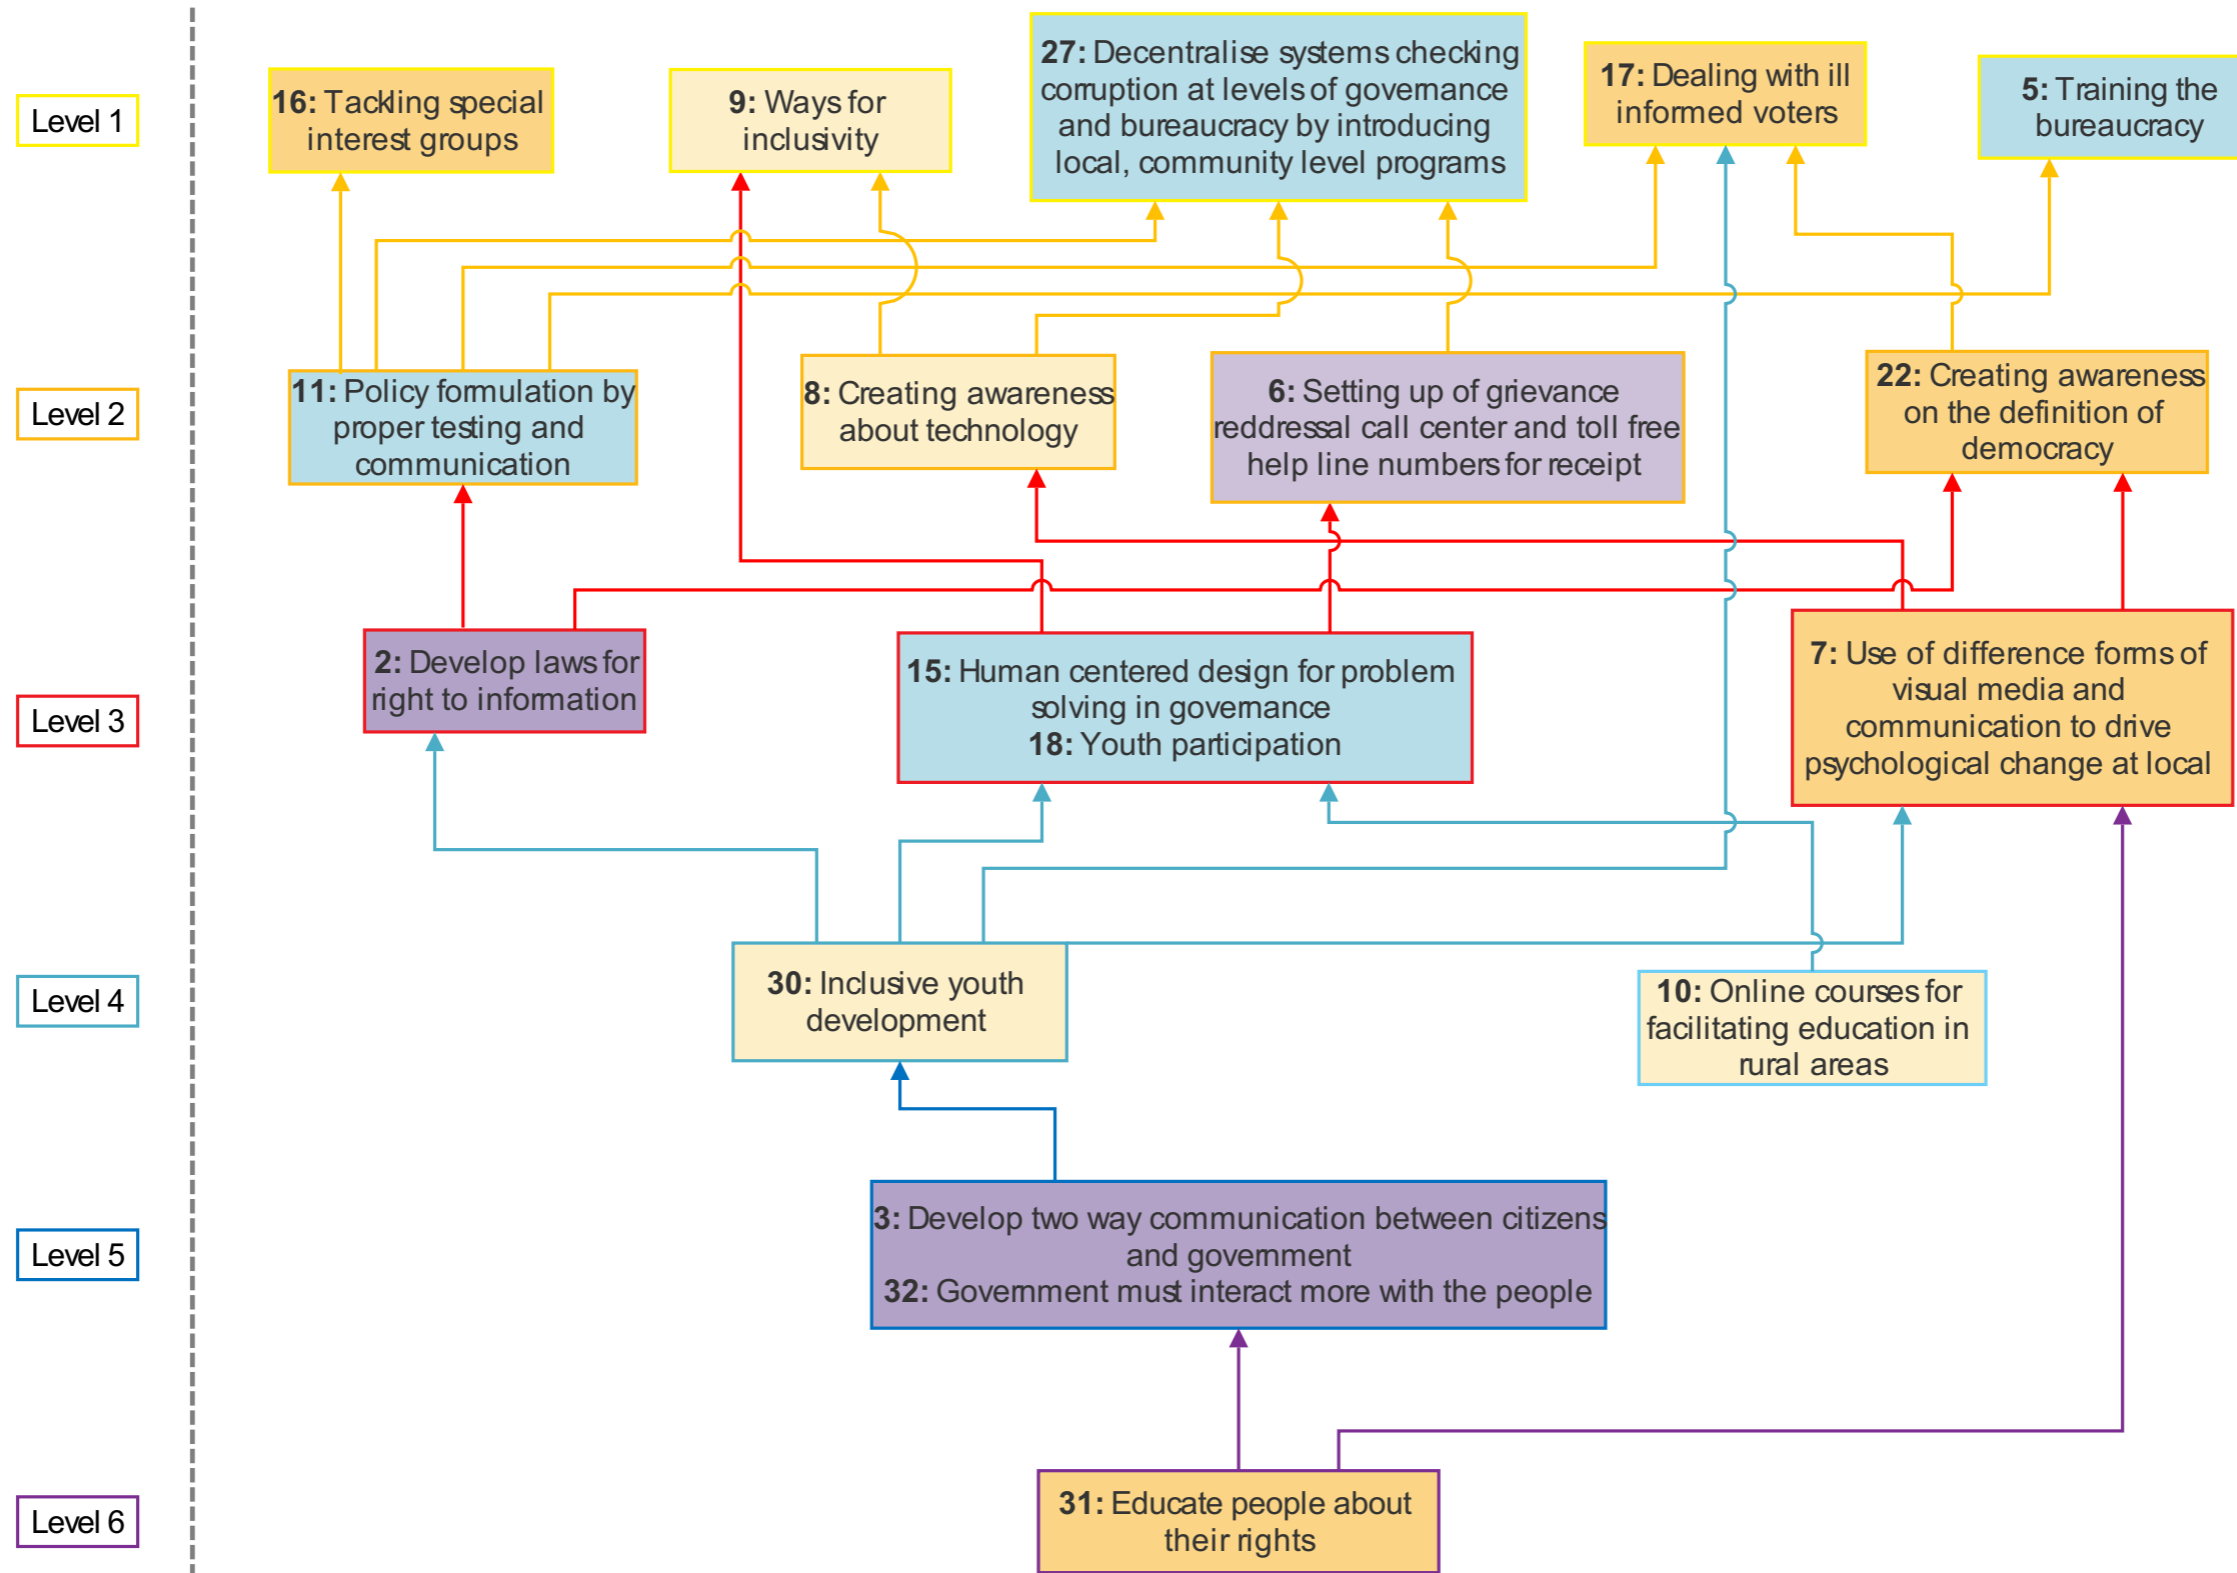 Level 1
16: Tackling special
interest groups
9: Ways for
inclusivity
27: Decentralise systems checking
corruption at levels of governance
and bureaucracy by introducing
local, community level programs
17: Dealing with ill
informed voters
5: Training the
bureaucracy
Level 2
11: Policy formulation by
proper testing and
communication
8: Creating awareness
about technology
6: Setting up of grievance
reddressal call center and toll free
help line numbers for receipt
22: Creating awareness
on the definition of
democracy
Level 3
2: Develop laws for
right to information
15: Human centered design for problem
solving in governance
18: Youth participation
7: Use of difference forms of
visual media and
communication to drive
psychological change at local
Level 4
30: Inclusive youth
development
10: Online courses for
facilitating education in
rural areas
Level 5
3: Develop two way communication between citizens
and government
32: Government must interact more with the people
Level 6
31: Educate people about
their rights